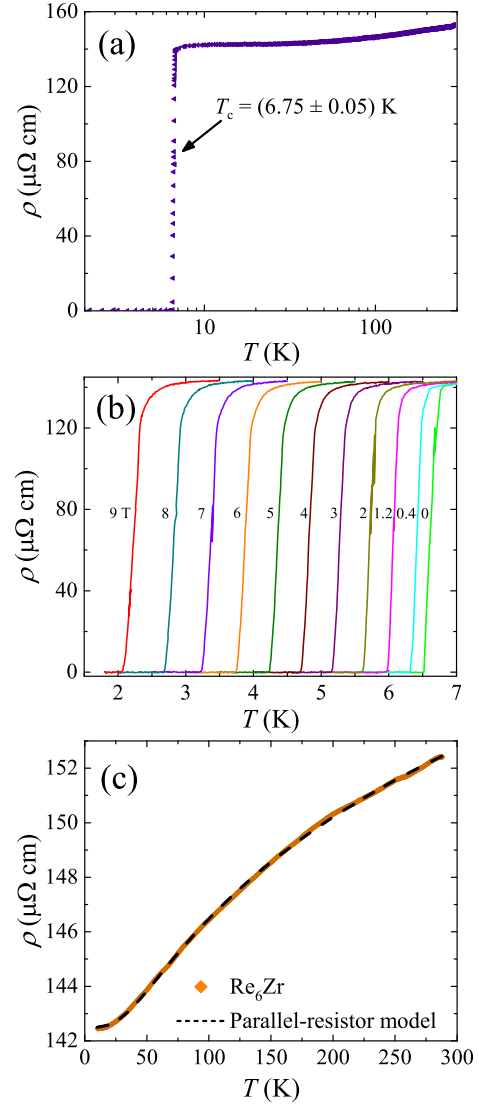 (a)
160
120
80
40
0
ρ (μΩ cm)
T_c = (6.75 ± 0.05) K
10 100
T (K)
(b)
120
80
40
0
ρ (μΩ cm)
9 T 8 7 6 5 4 3 2 1.2 0.4 0
2 3 4 5 6 7
T (K)
(c)
152
150
148
146
144
142
ρ (μΩ cm)
Re₆Zr
Parallel-resistor model
0 50 100 150 200 250 300
T (K)